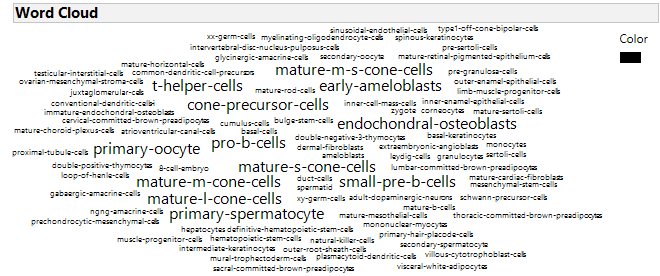 Word Cloud
sinusoidal-endothelial-cells type1-off-cone-bipolar-cells
xx-germ-cells myelinating-oligodendrocyte-cells spinous-keratinocytes
intervertebral-disc-nucleus-pulposus-cells pre-sertoli-cells
Color
glycinergic-amacrine-cells secondary-oocyte mature-retinal-pigmented-epithelium-cells
mature-horizontal-cells
testicular-interstitial-cells common-dendritic-cell-precursors mature-m-s-cone-cells pre-granulosa-cells
ovarian-mesenchymal-stroma-cells t-helper-cells mature-rod-cells early-ameloblasts outer-enamel-epithelial-cells
juxtaglomerular-cells limb-muscle-progenitor-cells
conventional-dendritic-cell-i cone-precursor-cells inner-cell-mass-cells inner-enamel-epithelial-cells
immature-endochondral-osteoblasts zygote corneocytes mature-sertoli-cells
cervical-committed-brown-preadipocytes cumulus-cells bulge-stem-cells endochondral-osteoblasts
mature-choroid-plexus-cells atrioventricular-canal-cells basal-cells
double-negative-3-thymocytes basal-keratinocytes
proximal-tubule-cells primary-oocyte pro-b-cells dermal-fibroblasts extraembryonic-angioblasts monocytes
ameloblasts leydig-cells granulocytes sertoli-cells
double-positive-thymocytes 8-cell-embryo mature-s-cone-cells lumbar-committed-brown-preadipocytes
loop-of-henle-cells mature-m-cone-cells duct-cells small-pre-b-cells mature-cardiac-fibroblasts
spermatid mesenchymal-stem-cells
gabaergic-amacrine-cells mature-l-cone-cells xy-germ-cells adult-dopaminergic-neurons schwann-precursor-cells
mature-b-cells
ngng-amacrine-cells primary-spermatocyte mature-mesothelial-cells thoracic-committed-brown-preadipocytes
prechondrocytic-mesenchymal-cells mononuclear-myocytes
hepatocytes definitive-hematopoietic-stem-cells primary-hair-placode-cells
muscle-progenitor-cells hematopoietic-stem-cells natural-killer-cells secondary-spermatocyte
intermediate-keratinocytes outer-root-sheath-cells
mural-trophectoderm-cells plasmacytoid-dendritic-cells villous-cytotrophoblast-cells
sacral-committed-brown-preadipocytes visceral-white-adipocytes